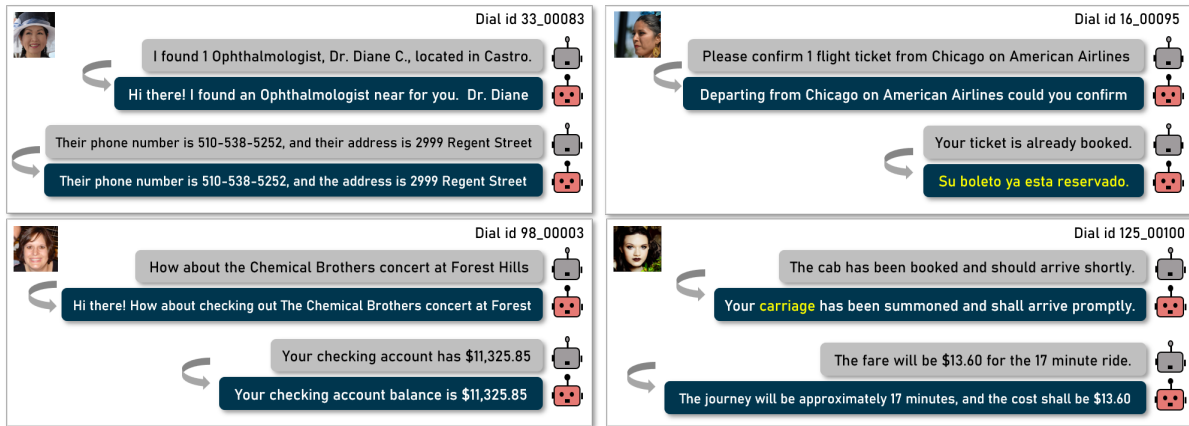 Dial id 33_00083
I found 1 Ophthalmologist, Dr. Diane C., located in Castro.
Hi there! I found an Ophthalmologist near for you. Dr. Diane
Their phone number is 510-538-5252, and their address is 2999 Regent Street
Their phone number is 510-538-5252, and the address is 2999 Regent Street
Dial id 16_00095
Please confirm 1 flight ticket from Chicago on American Airlines
Departing from Chicago on American Airlines could you confirm
Your ticket is already booked.
Su boleto ya esta reservado.
Dial id 98_00003
How about the Chemical Brothers concert at Forest Hills
Hi there! How about checking out The Chemical Brothers concert at Forest
Your checking account has $11,325.85
Your checking account balance is $11,325.85
Dial id 125_00100
The cab has been booked and should arrive shortly.
Your carriage has been summoned and shall arrive promptly.
The fare will be $13.60 for the 17 minute ride.
The journey will be approximately 17 minutes, and the cost shall be $13.60